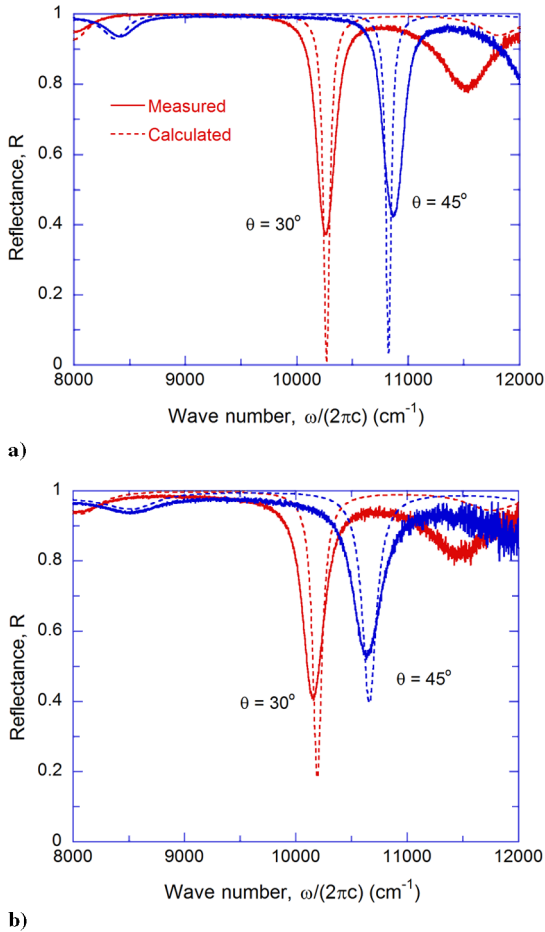 1
0.8
0.6
0.4
0.2
0
Reflectance, R
Measured
Calculated
θ = 30°
θ = 45°
8000 9000 10000 11000 12000
Wave number, ω/(2πc) (cm⁻¹)
a)
1
0.8
0.6
0.4
0.2
0
Reflectance, R
θ = 30°
θ = 45°
8000 9000 10000 11000 12000
Wave number, ω/(2πc) (cm⁻¹)
b)